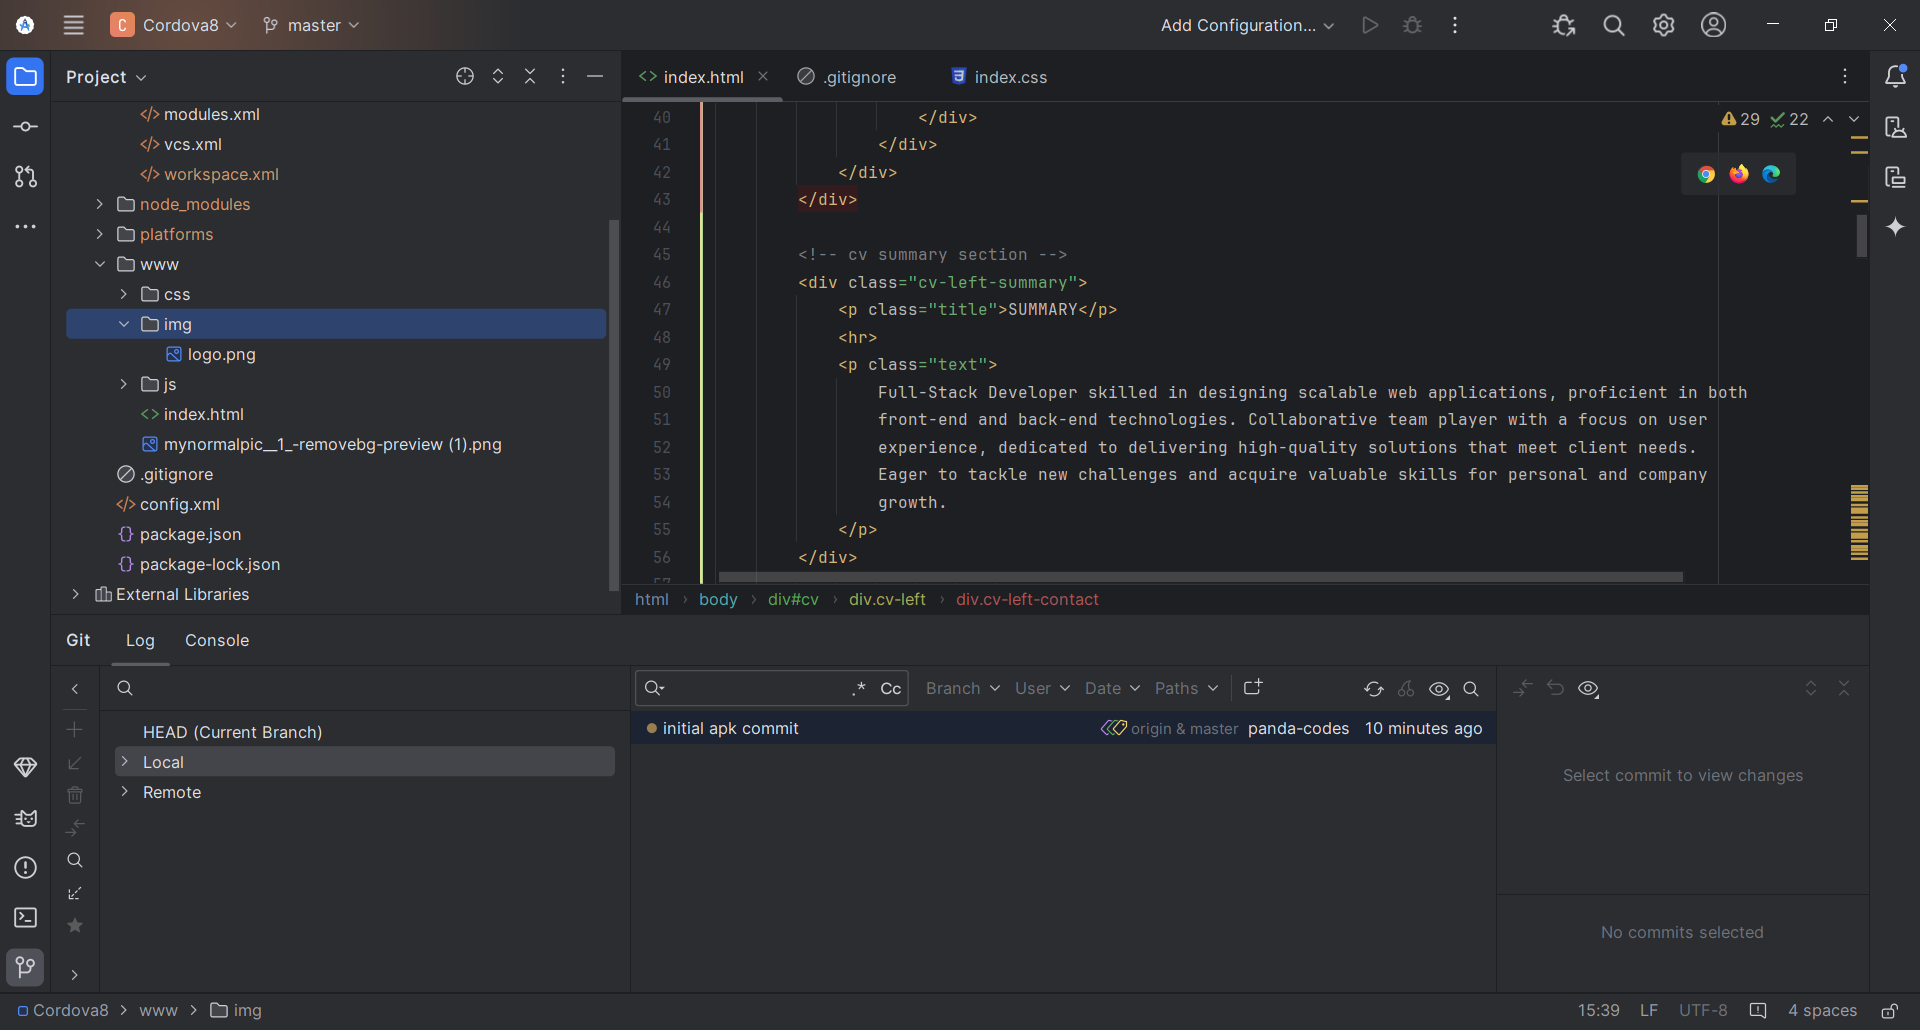 C Cordova8 master Add Configuration...
Project
modules.xml
vcs.xml
workspace.xml
node_modules
platforms
www
css
img
logo.png
js
index.html
mynormalpic__1_-removebg-preview (1).png
.gitignore
config.xml
package.json
package-lock.json
External Libraries
index.html .gitignore index.css
29 22
40 </div>
41 </div>
42 </div>
43 </div>
44
45 <!-- cv summary section -->
46 <div class="cv-left-summary">
47 <p class="title">SUMMARY</p>
48 <hr>
49 <p class="text">
50 Full-Stack Developer skilled in designing scalable web applications, proficient in both
51 front-end and back-end technologies. Collaborative team player with a focus on user
52 experience, dedicated to delivering high-quality solutions that meet client needs.
53 Eager to tackle new challenges and acquire valuable skills for personal and company
54 growth.
55 </p>
56 </div>
57
html › body › div#cv › div.cv-left › div.cv-left-contact
Git Log Console
HEAD (Current Branch)
Local
Remote
.* Cc Branch User Date Paths
initial apk commit origin & master panda-codes 10 minutes ago
Select commit to view changes
No commits selected
Cordova8 > www > img
15:39 LF UTF-8 4 spaces